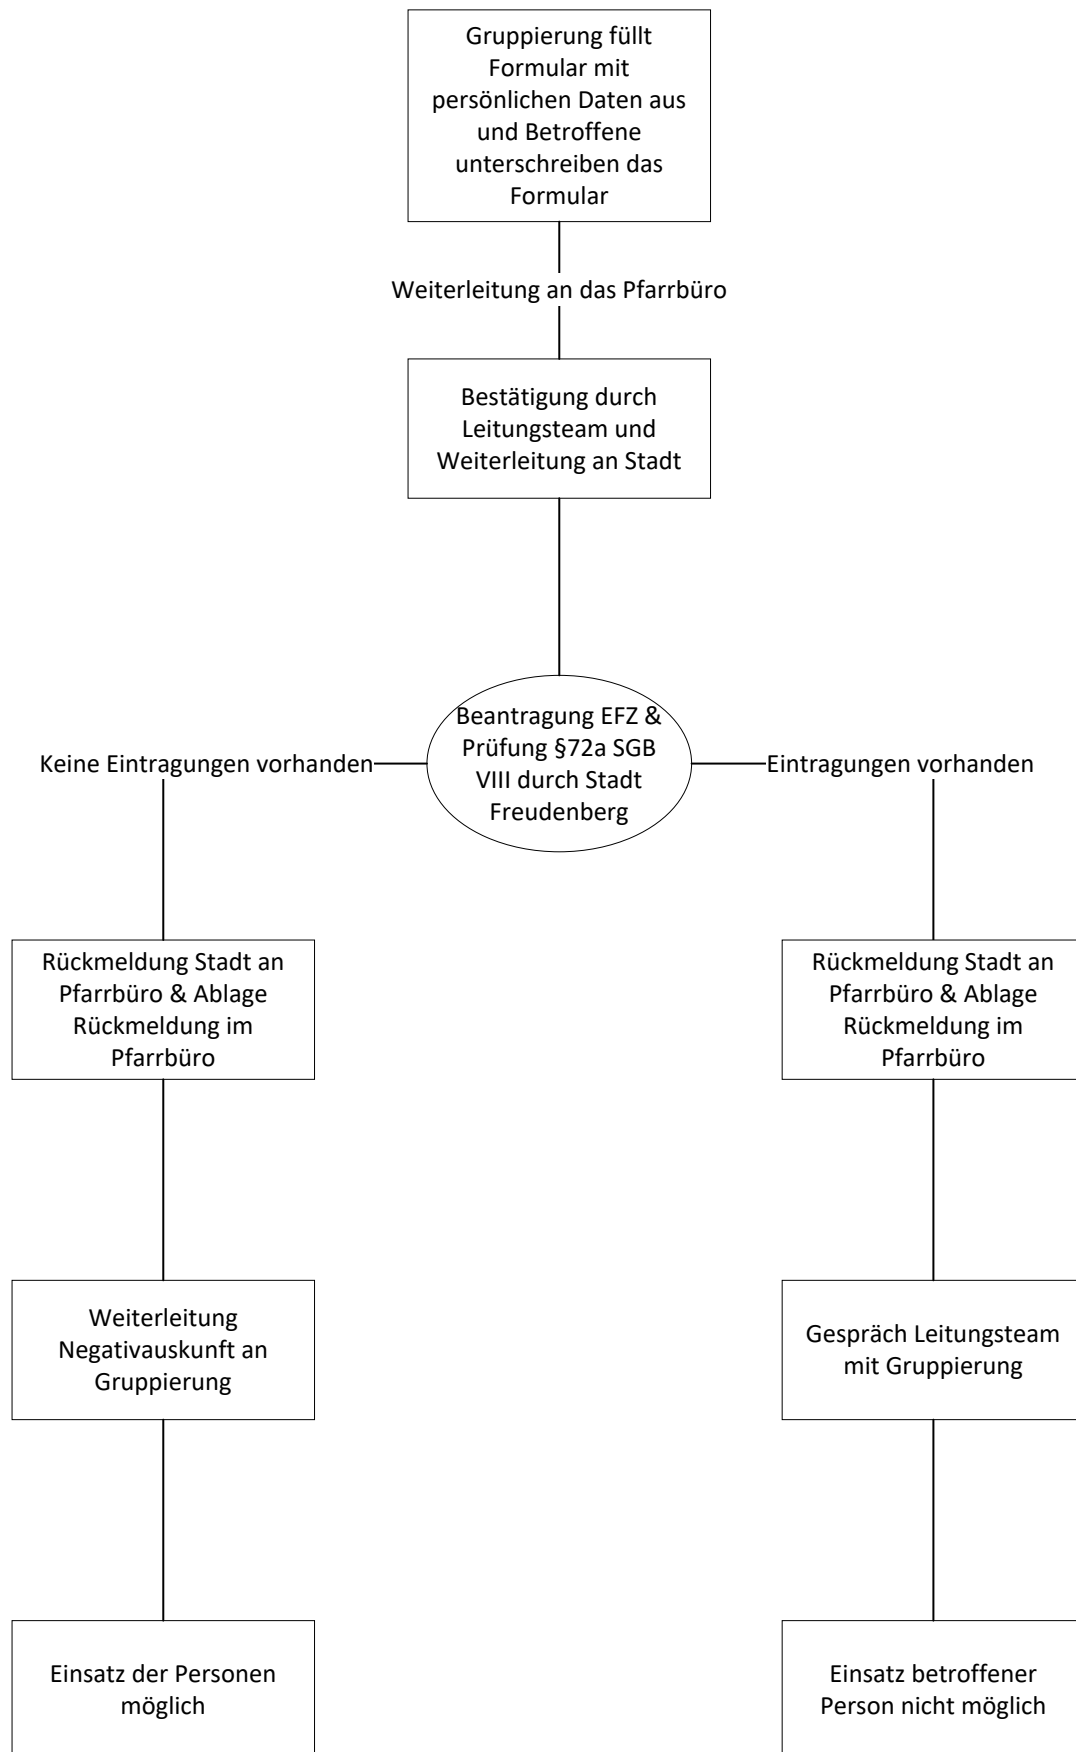 Gruppierung füllt
Formular mit
persönlichen Daten aus
und Betroffene
unterschreiben das
Formular
Weiterleitung an das Pfarrbüro
Bestätigung durch
Leitungsteam und
Weiterleitung an Stadt
Beantragung EFZ &
Prüfung §72a SGB
VIII durch Stadt
Freudenberg
Keine Eintragungen vorhanden
Eintragungen vorhanden
Rückmeldung Stadt an
Pfarrbüro & Ablage
Rückmeldung im
Pfarrbüro
Rückmeldung Stadt an
Pfarrbüro & Ablage
Rückmeldung im
Pfarrbüro
Weiterleitung
Negativauskunft an
Gruppierung
Gespräch Leitungsteam
mit Gruppierung
Einsatz der Personen
möglich
Einsatz betroffener
Person nicht möglich